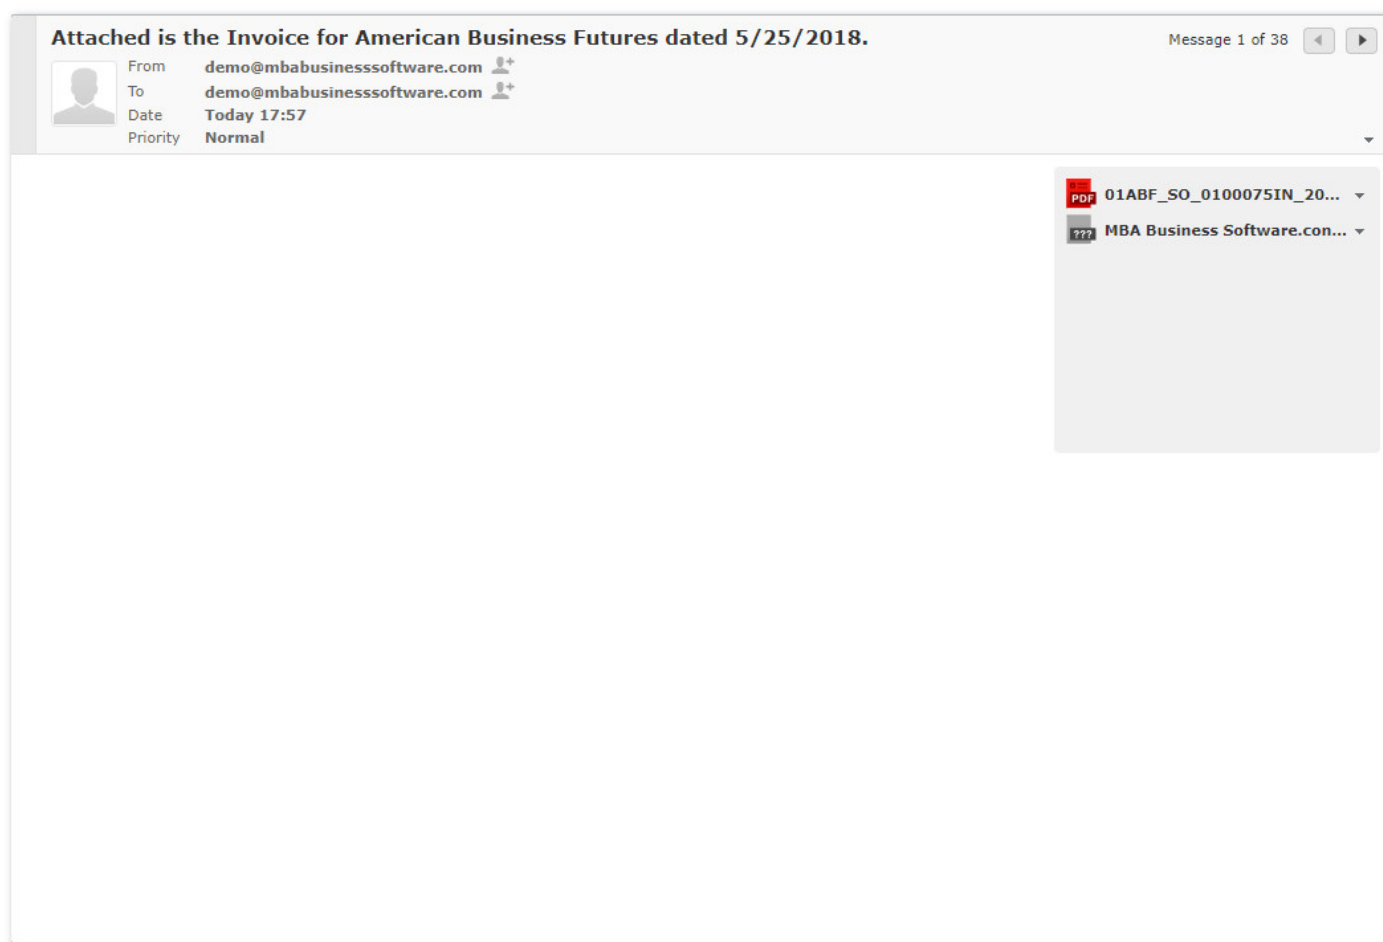 Attached is the Invoice for American Business Futures dated 5/25/2018.
Message 1 of 38
From demo@mbabusinesssoftware.com
To demo@mbabusinesssoftware.com
Date Today 17:57
Priority Normal
PDF 01ABF_SO_0100075IN_20...
??? MBA Business Software.con...